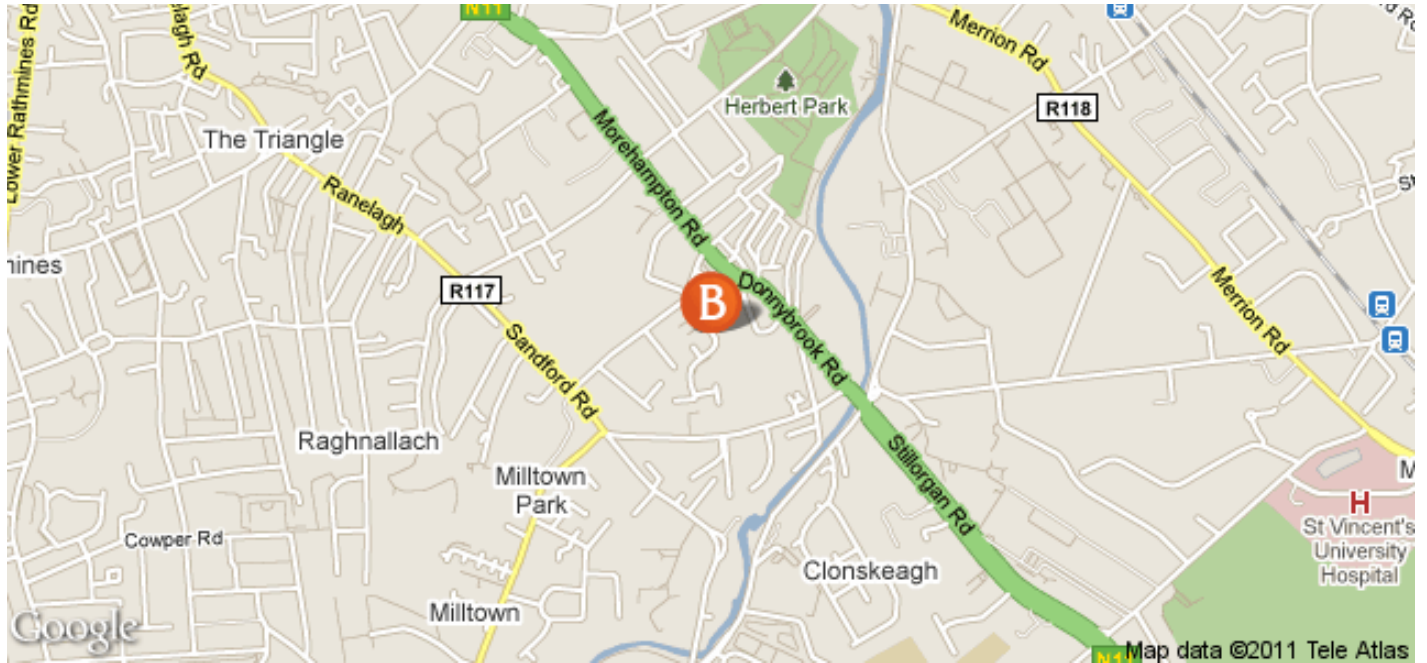 N11
Lower Rathmines Rd
elagh Rd
Merrion Rd
Herbert Park
R118
The Triangle
Morehampton Rd
Ranelagh
nines
R117
B
Donnybrook Rd
Merrion Rd
Sandford Rd
Raghnallach
Milltown
Park
Stillorgan Rd
M
H
St Vincent's
University
Hospital
Cowper Rd
Clonskeagh
Milltown
Google
N11
Map data ©2011 Tele Atlas